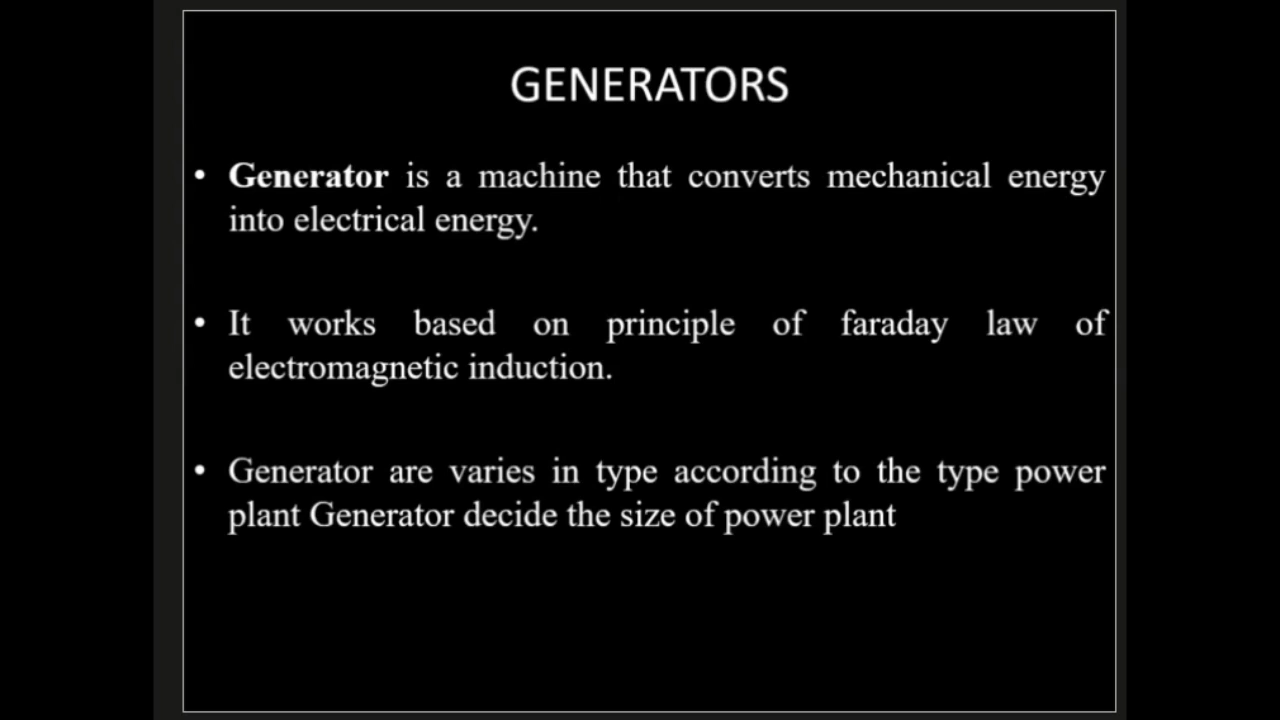 GENERATORS
• Generator is a machine that converts mechanical energy
into electrical energy.
• It works based on principle of faraday law of
electromagnetic induction.
• Generator are varies in type according to the type power
plant Generator decide the size of power plant